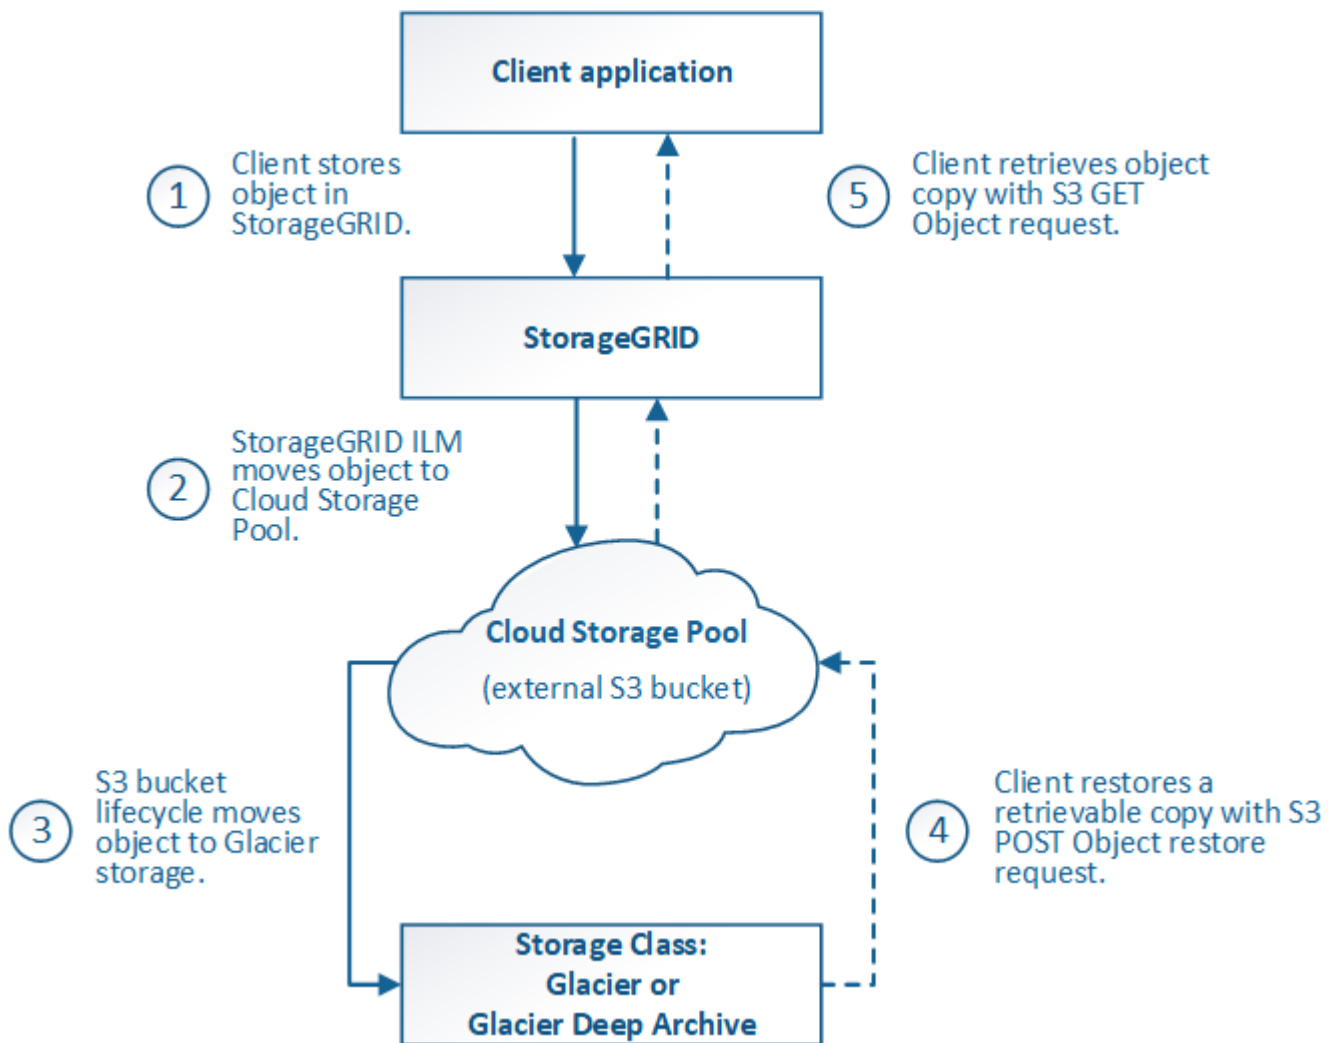 Client application
1
Client stores
object in
StorageGRID.
5
Client retrieves object
copy with S3 GET
Object request.
StorageGRID
2
StorageGRID ILM
moves object to
Cloud Storage
Pool.
Cloud Storage Pool
(external S3 bucket)
3
S3 bucket
lifecycle moves
object to Glacier
storage.
4
Client restores a
retrievable copy with S3
POST Object restore
request.
Storage Class:
Glacier or
Glacier Deep Archive